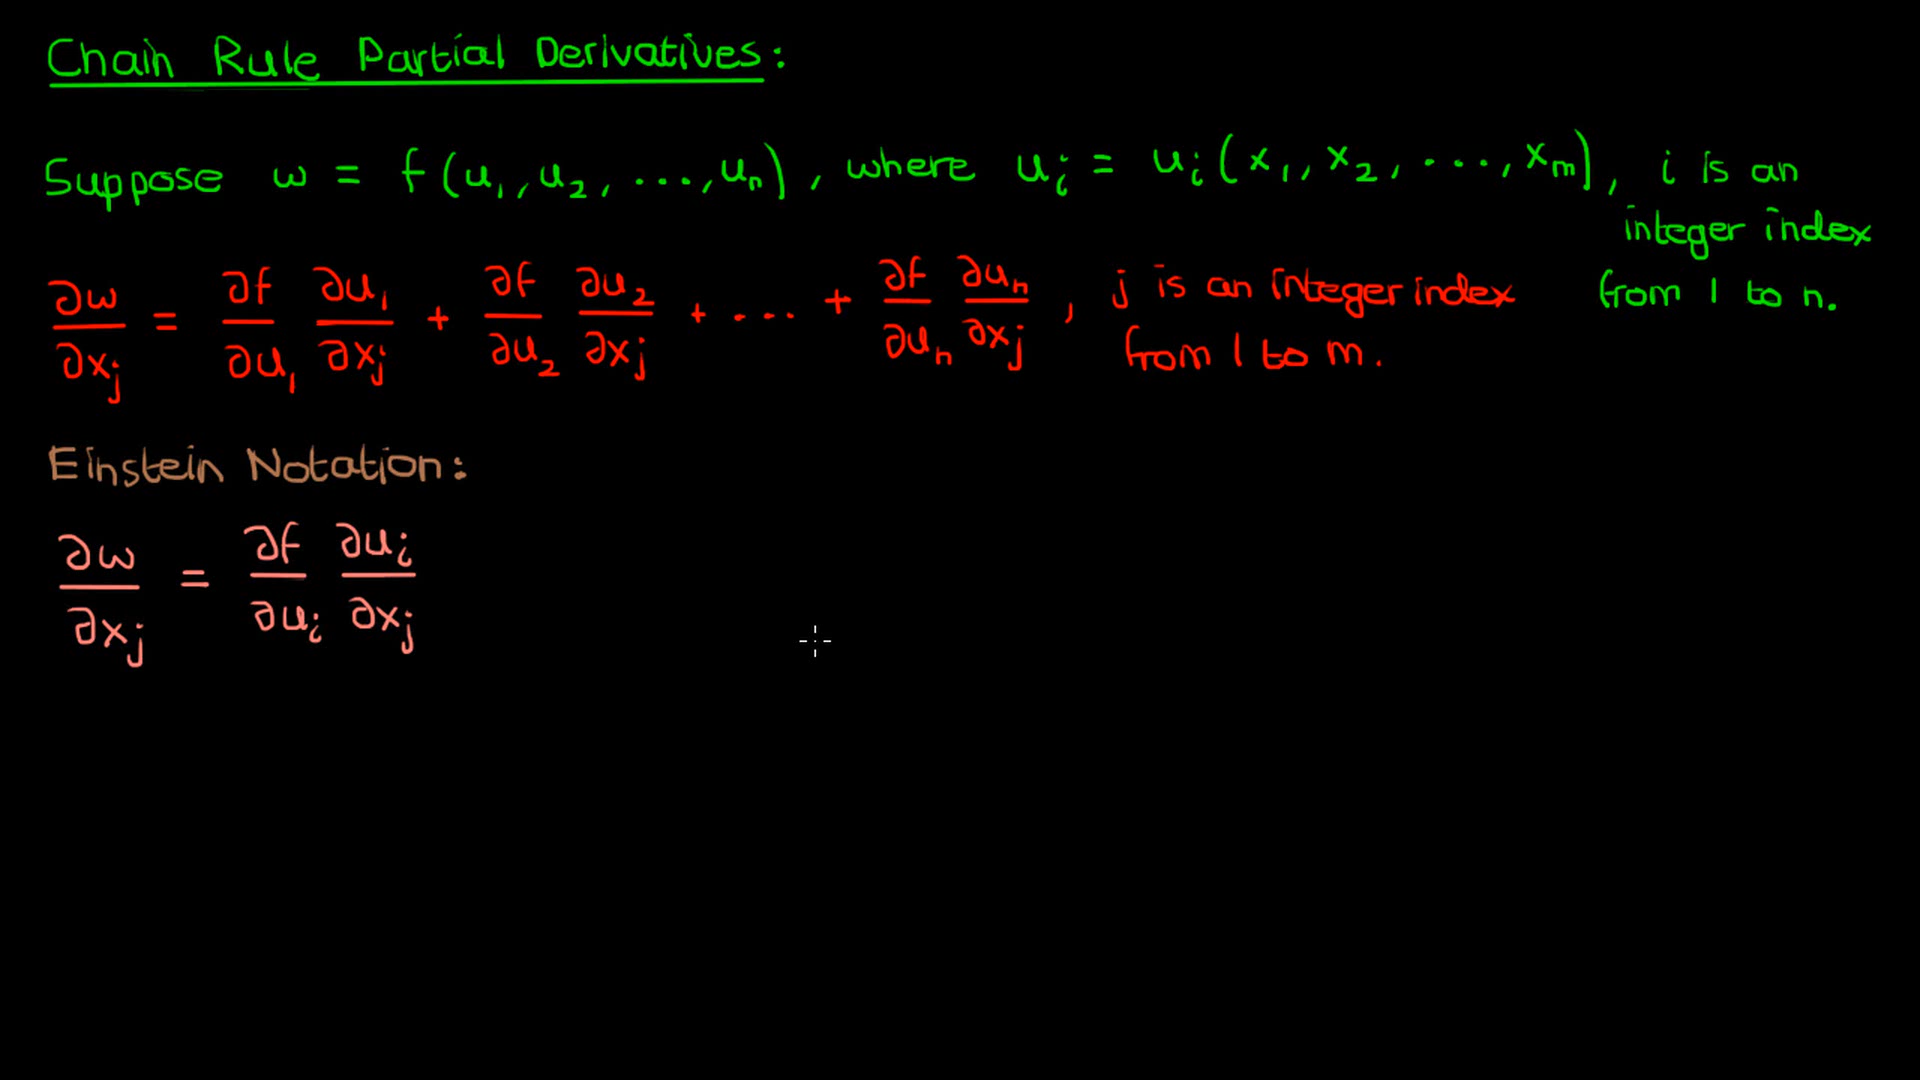 Chain Rule Partial Derivatives:
Suppose w = f(u₁, u₂, ..., uₙ), where uᵢ = uᵢ(x₁, x₂, ..., xₘ), i is an
integer index
from 1 to n.
∂w/∂xⱼ = ∂f/∂u₁ ∂u₁/∂xⱼ + ∂f/∂u₂ ∂u₂/∂xⱼ + ... + ∂f/∂uₙ ∂uₙ/∂xⱼ, j is an integer index
from 1 to m.
Einstein Notation:
∂w/∂xⱼ = ∂f/∂uᵢ ∂uᵢ/∂xⱼ